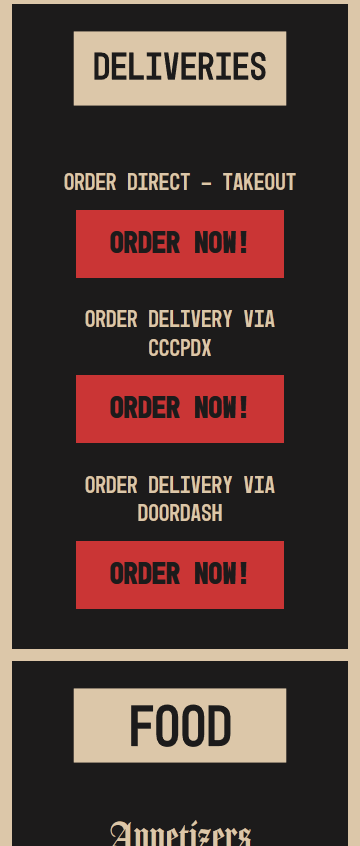 DELIVERIES
ORDER DIRECT – TAKEOUT
ORDER NOW!
ORDER DELIVERY VIA
CCCPDX
ORDER NOW!
ORDER DELIVERY VIA
DOORDASH
ORDER NOW!
FOOD
Appetizers